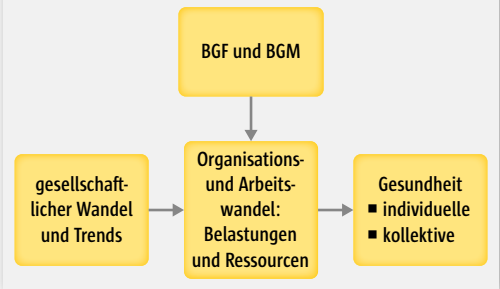 BGF und BGM
gesellschaft-
licher Wandel
und Trends
Organisations-
und Arbeits-
wandel:
Belastungen
und Ressourcen
Gesundheit
■ individuelle
■ kollektive